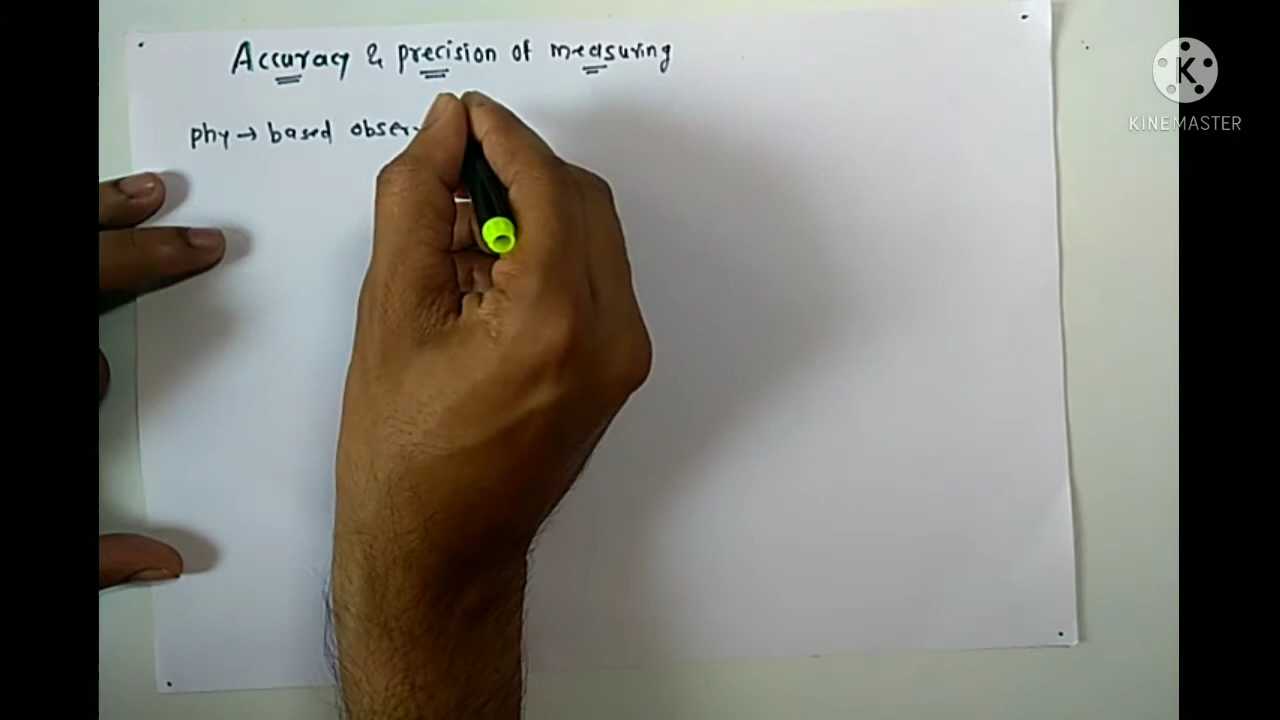 Accuracy & precision of measuring
phy → based obser
K
KINEMASTER